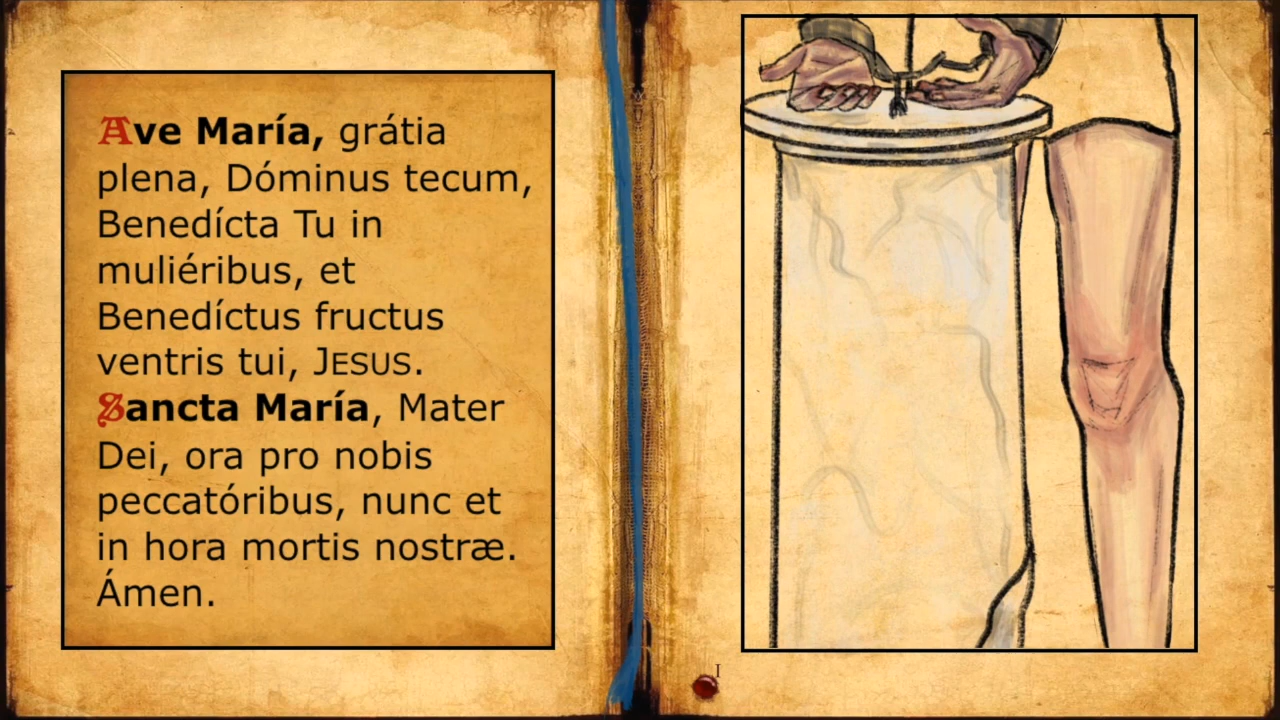 Ave María, grátia
plena, Dóminus tecum,
Benedícta Tu in
muliéribus, et
Benedíctus fructus
ventris tui, JESUS.
Sancta María, Mater
Dei, ora pro nobis
peccatóribus, nunc et
in hora mortis nostræ.
Ámen.
I